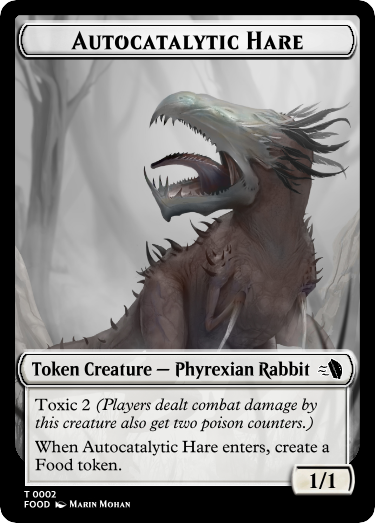 Autocatalytic Hare
Token Creature — Phyrexian Rabbit
Toxic 2 (Players dealt combat damage by
this creature also get two poison counters.)
When Autocatalytic Hare enters, create a
Food token.
1/1
T 0002
FOOD Marin Mohan